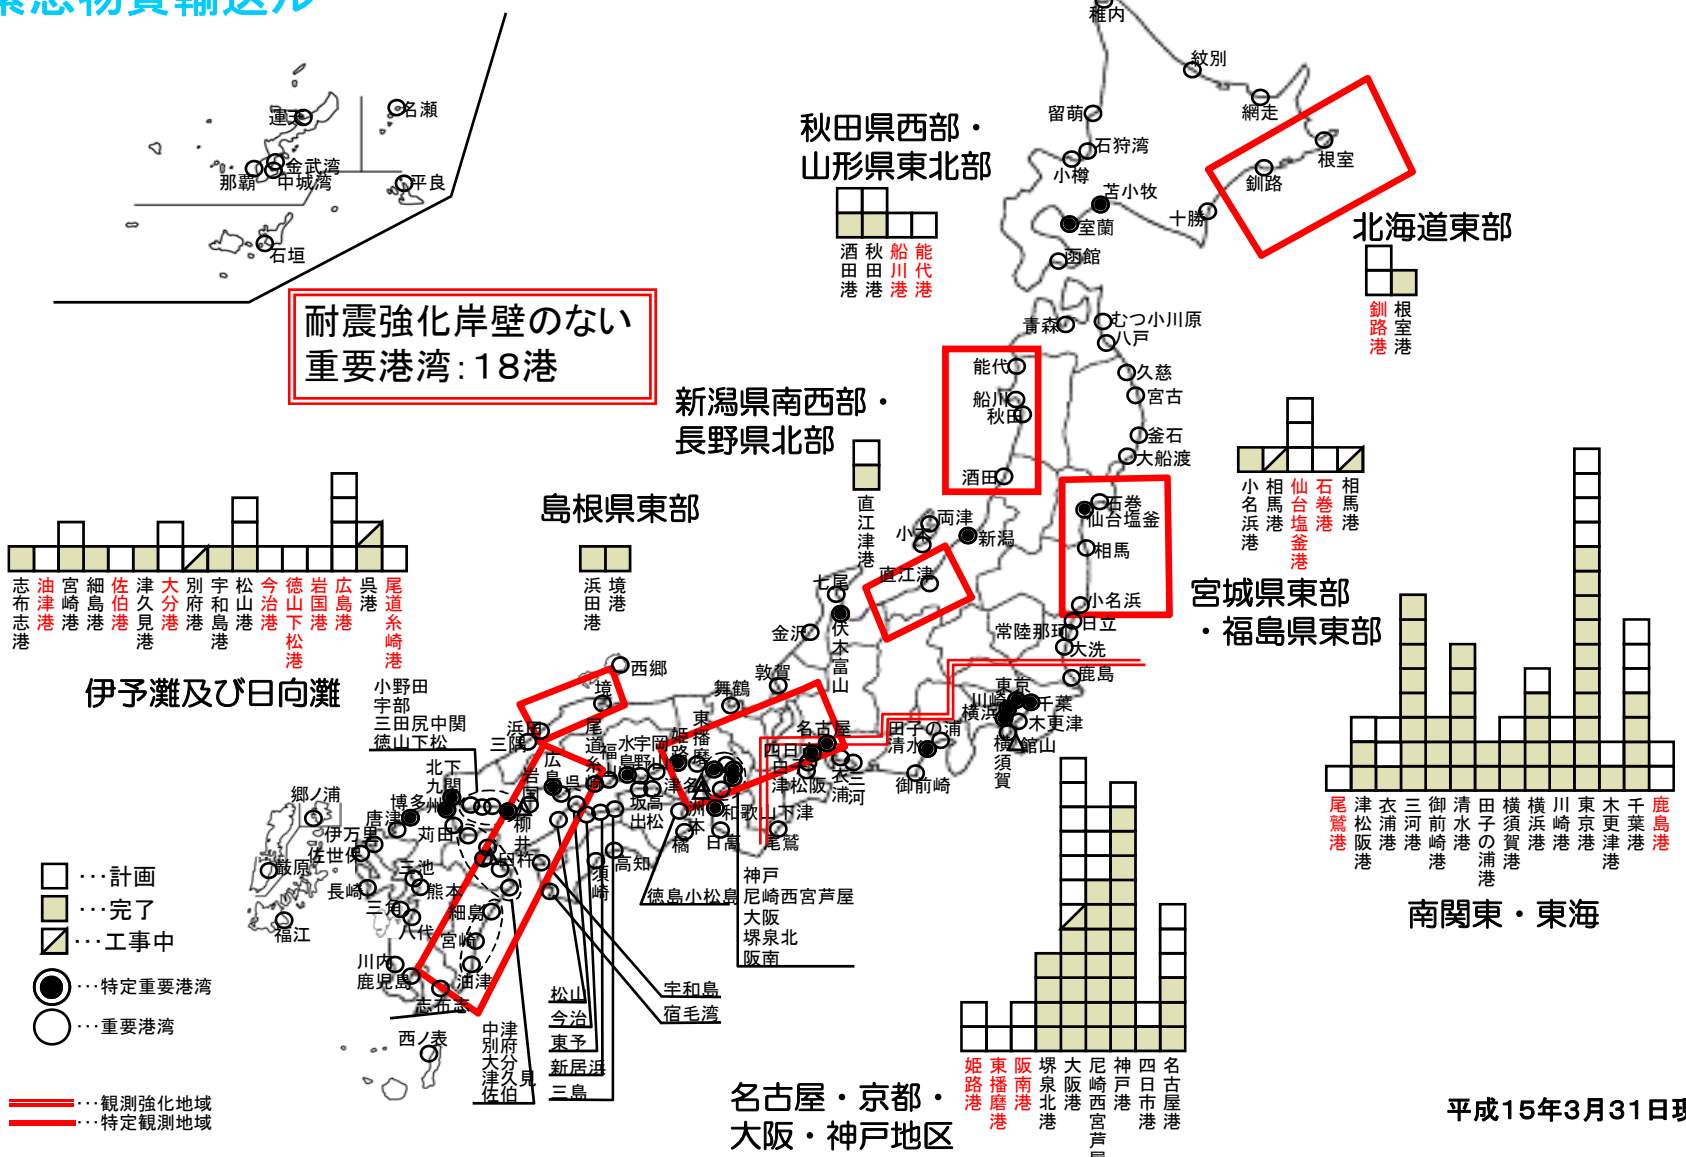 緊急物資輸送ル
運天
名瀬
金武湾
那覇
中城湾
平良
石垣
耐震強化岸壁のない
重要港湾：18港
稚内
紋別
網走
留萌
石狩湾
小樽
苫小牧
室蘭
函館
十勝
釧路
根室
秋田県西部・
山形県東北部
酒田港
秋田港
船川港
能代港
北海道東部
釧路港
根室港
青森
むつ小川原
八戸
久慈
宮古
釜石
大船渡
能代
船川
秋田
酒田
石巻
仙台塩釜
相馬
小名浜
新潟県南西部・
長野県北部
直江津港
両津
小木
新潟
直江津
七尾
伏木富山
金沢
敦賀
舞鶴
常陸那珂
日立
大洗
鹿島
小名浜港
相馬港
仙台塩釜港
石巻港
相馬港
宮城県東部
・福島県東部
島根県東部
浜田港
境港
志布志港
油津港
宮崎港
細島港
佐伯港
津久見港
大分港
別府港
宇和島港
松山港
今治港
徳山下松港
岩国港
広島港
呉港
尾道糸崎港
伊予灘及び日向灘
小野田
宇部
三田尻中関
徳山下松
西郷
境
浜田
三隅
尾道糸崎
福山
水島
宇野
岡山
姫路
東播磨
広島
呉
岩国
柳井
坂出
高松
津名
洲本
和歌山下津
日高
橘
尾鷲
名古屋
四日市
津松阪
衣浦
三河
田子の浦
清水
御前崎
東京
川崎
千葉
横浜
木更津
横須賀
館山
北九州
下関
博多
唐津
苅田
伊万里
佐世保
郷ノ浦
厳原
福江
長崎
三池
熊本
三角
八代
川内
鹿児島
志布志
油津
宮崎
細島
臼杵
西ノ表
須崎
高知
徳島小松島
神戸
尼崎西宮芦屋
大阪
堺泉北
阪南
松山
今治
東予
新居浜
三島
宇和島
宿毛湾
中津
別府
大分
津久見
佐伯
尾鷲港
津松阪港
衣浦港
三河港
御前崎港
清水港
田子の浦港
横須賀港
横浜港
川崎港
東京港
木更津港
千葉港
鹿島港
南関東・東海
姫路港
東播磨港
阪南港
堺泉北港
大阪港
尼崎西宮芦屋
神戸港
四日市港
名古屋港
名古屋・京都・
大阪・神戸地区
…計画
…完了
…工事中
…特定重要港湾
…重要港湾
…観測強化地域
…特定観測地域
平成15年3月31日現